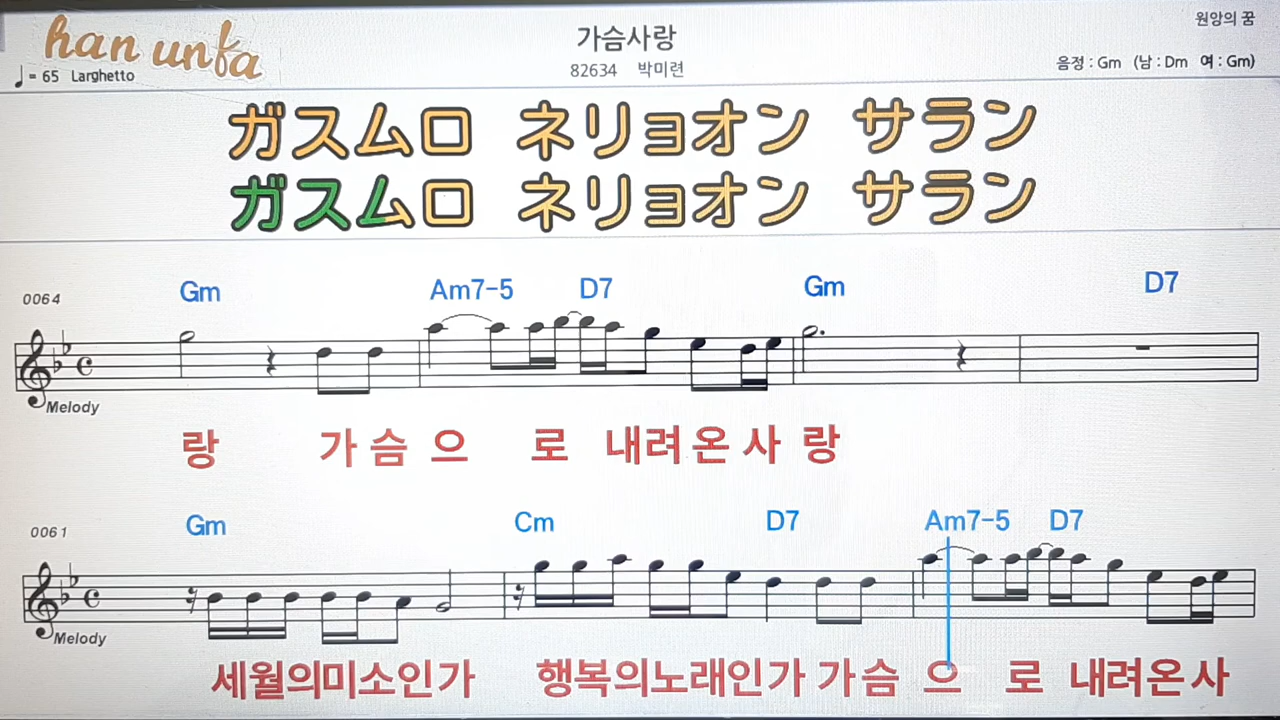 han unfa
♩= 65 Larghetto
가슴사랑
82634 박미련
원앙의 꿈
음정 : Gm (남 : Dm 여 : Gm)
ガスムロ ネリョオン サラン
ガスムロ ネリョオン サラン
0064
Gm Am7-5 D7 Gm D7
Melody
랑 가 슴 으 로 내려 온 사 랑
0061
Gm Cm D7 Am7-5 D7
Melody
세월의미소인가 행복의노래인가 가 슴 으 로 내려온 사